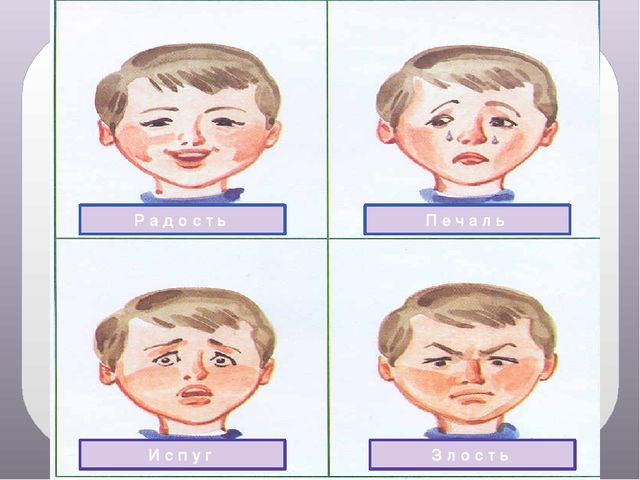 Радость
Печаль
Испуг
Злость